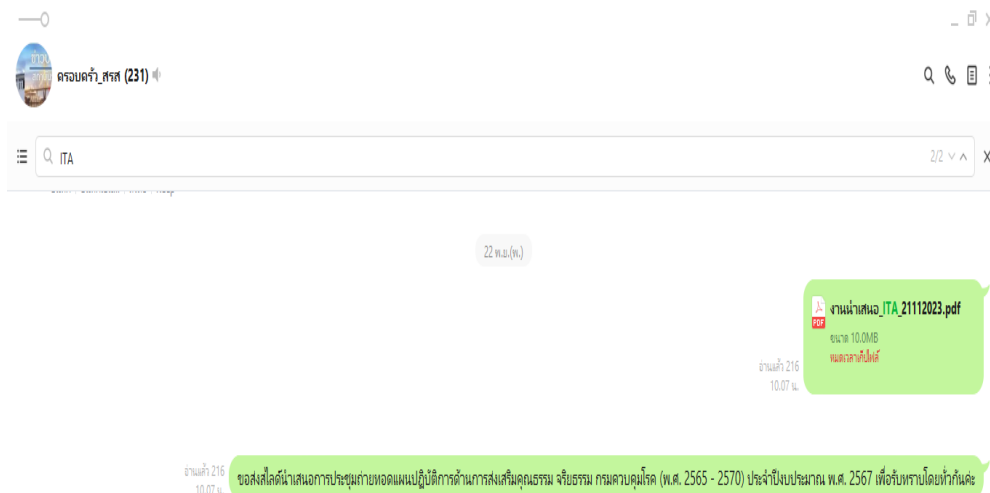 ครอบครัว_สรส (231)
ITA
2/2
22 พ.ย.(พ.)
งานนำเสนอ_ITA_21112023.pdf
PDF
ขนาด 10.0MB
หมดเวลาเก็บไฟล์
อ่านแล้ว 216
10.07 น.
อ่านแล้ว 216
ขอส่งสไลด์นำเสนอการประชุมถ่ายทอดแผนปฏิบัติการด้านการส่งเสริมคุณธรรม จริยธรรม กรมควบคุมโรค (พ.ศ. 2565 - 2570) ประจำปีงบประมาณ พ.ศ. 2567 เพื่อรับทราบโดยทั่วกันค่ะ
10.07 น.